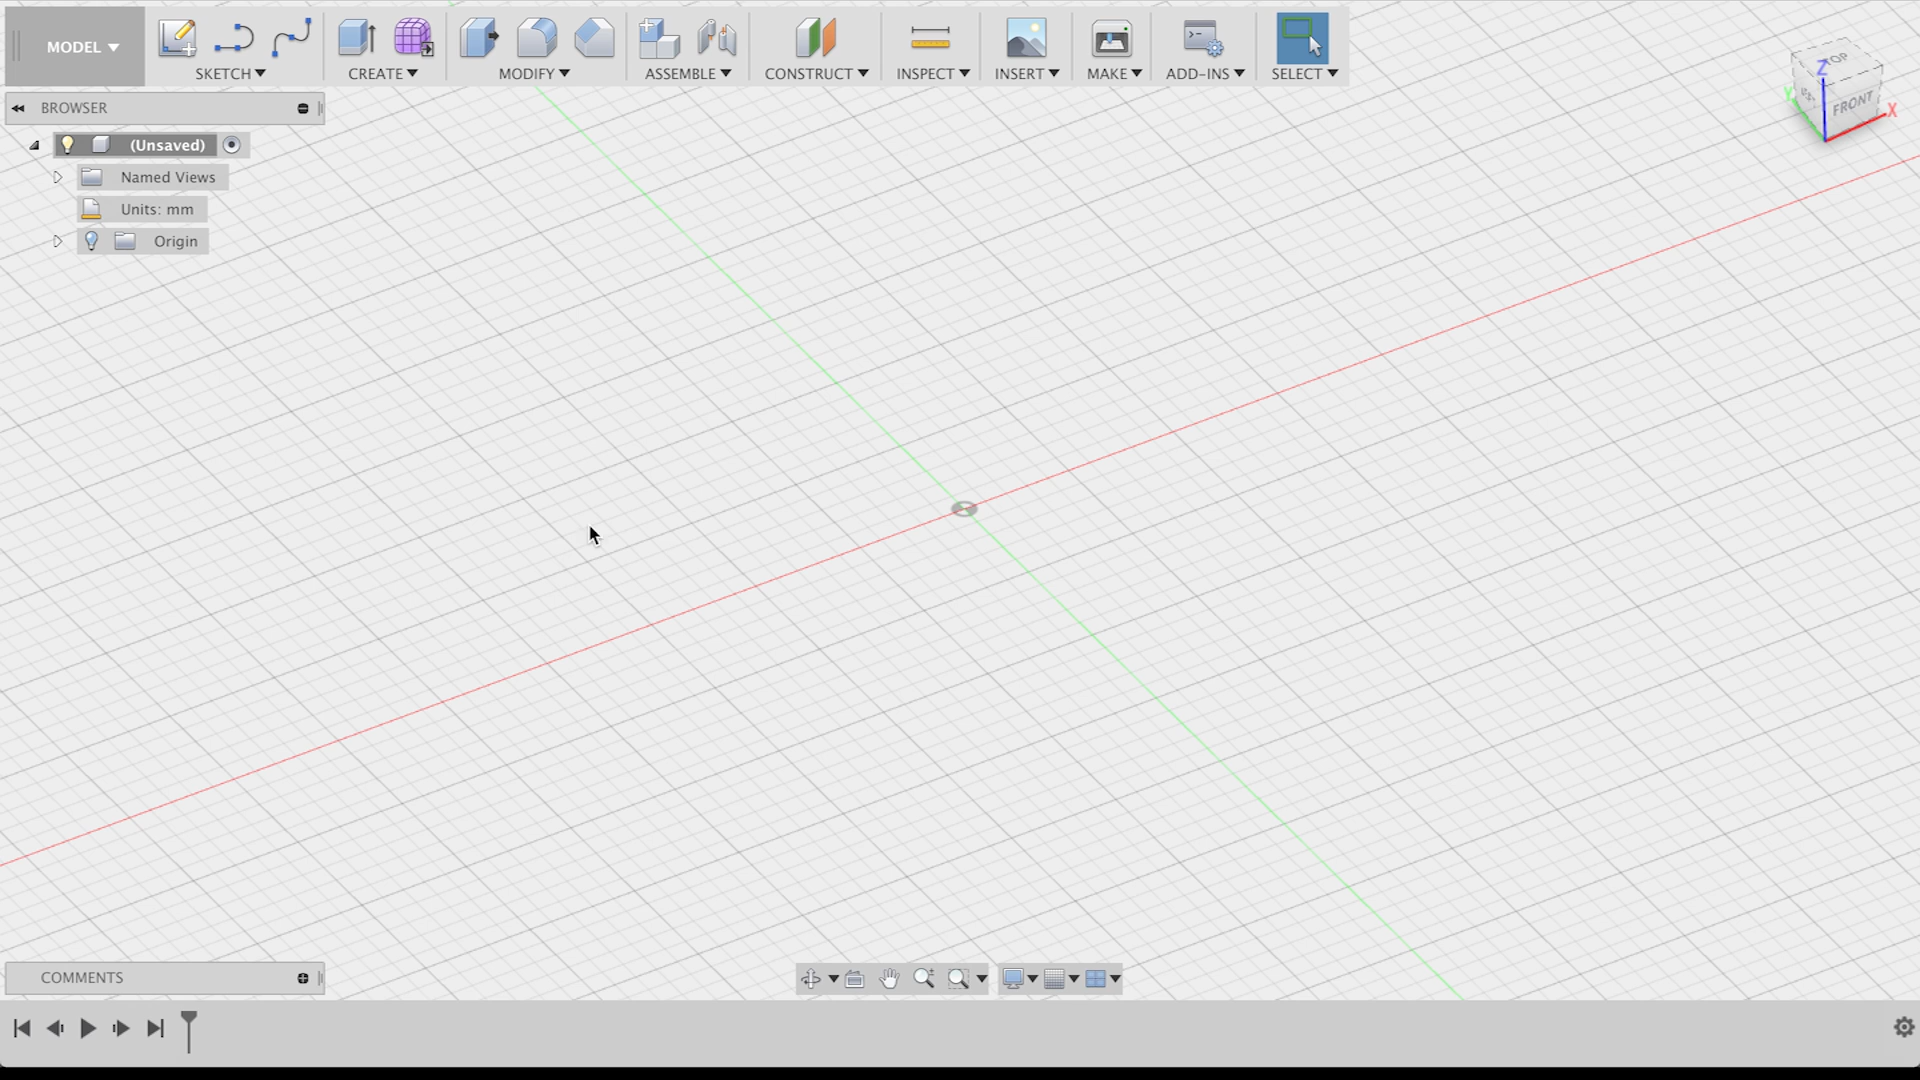 MODEL
SKETCH
CREATE
MODIFY
ASSEMBLE
CONSTRUCT
INSPECT
INSERT
MAKE
ADD-INS
SELECT
BROWSER
(Unsaved)
Named Views
Units: mm
Origin
TOP
FRONT
Z
X
Y
COMMENTS